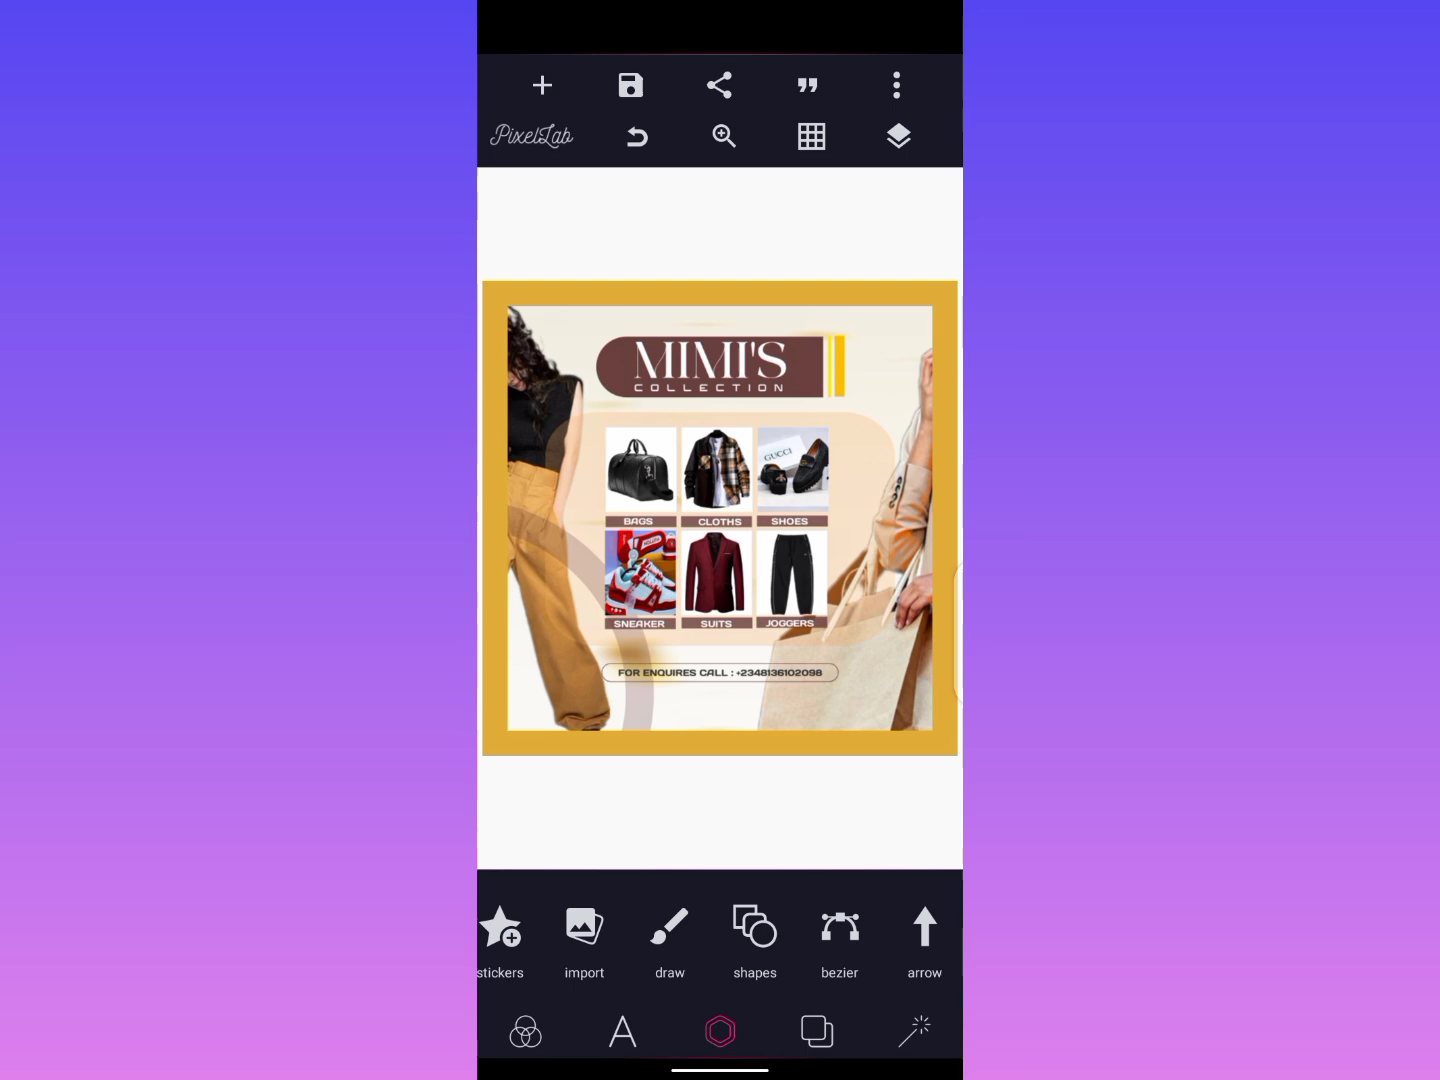 PixelLab
MIMI'S
COLLECTION
GUCCI
BAGS
CLOTHS
SHOES
SNEAKER
SUITS
JOGGERS
FOR ENQUIRES CALL : +2348136102098
stickers
import
draw
shapes
bezier
arrow